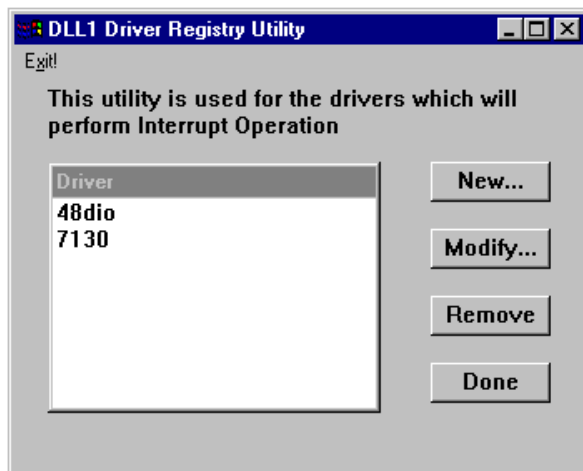 DLL1 Driver Registry Utility
Exit!
This utility is used for the drivers which will
perform Interrupt Operation
Driver
48dio
7130
New...
Modify...
Remove
Done